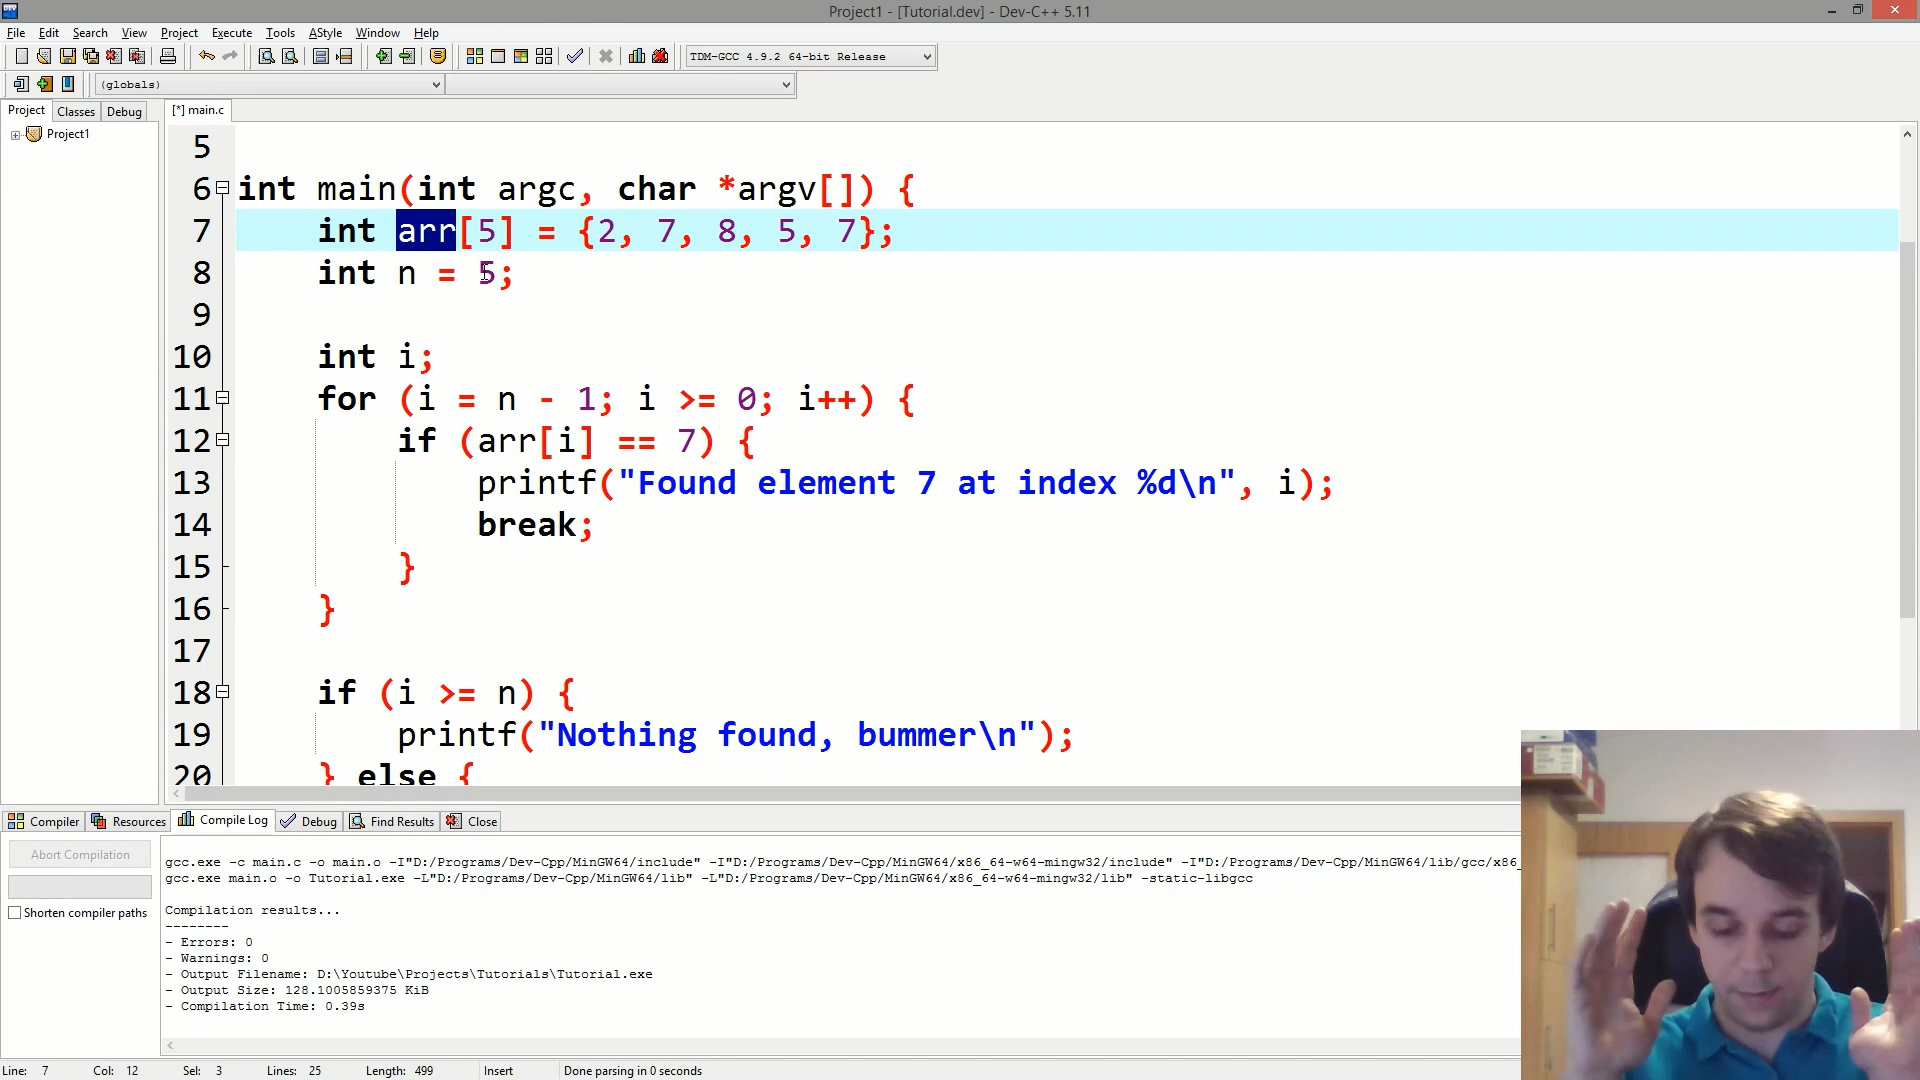 Project1 - [Tutorial.dev] - Dev-C++ 5.11
File Edit Search View Project Execute Tools AStyle Window Help
TDM-GCC 4.9.2 64-bit Release
(globals)
Project Classes Debug
[*] main.c
Project1
5
6 int main(int argc, char *argv[]) {
7 int arr[5] = {2, 7, 8, 5, 7};
8 int n = 5;
9
10 int i;
11 for (i = n - 1; i >= 0; i++) {
12 if (arr[i] == 7) {
13 printf("Found element 7 at index %d\n", i);
14 break;
15 }
16 }
17
18 if (i >= n) {
19 printf("Nothing found, bummer\n");
20 } else {
Compiler Resources Compile Log Debug Find Results Close
Abort Compilation
Shorten compiler paths
gcc.exe -c main.c -o main.o -I"D:/Programs/Dev-Cpp/MinGW64/include" -I"D:/Programs/Dev-Cpp/MinGW64/x86_64-w64-mingw32/include" -I"D:/Programs/Dev-Cpp/MinGW64/lib/gcc/x86_
gcc.exe main.o -o Tutorial.exe -L"D:/Programs/Dev-Cpp/MinGW64/lib" -L"D:/Programs/Dev-Cpp/MinGW64/x86_64-w64-mingw32/lib" -static-libgcc
Compilation results...
--------
- Errors: 0
- Warnings: 0
- Output Filename: D:\Youtube\Projects\Tutorials\Tutorial.exe
- Output Size: 128.1005859375 KiB
- Compilation Time: 0.39s
Line: 7 Col: 12 Sel: 3 Lines: 25 Length: 499 Insert Done parsing in 0 seconds